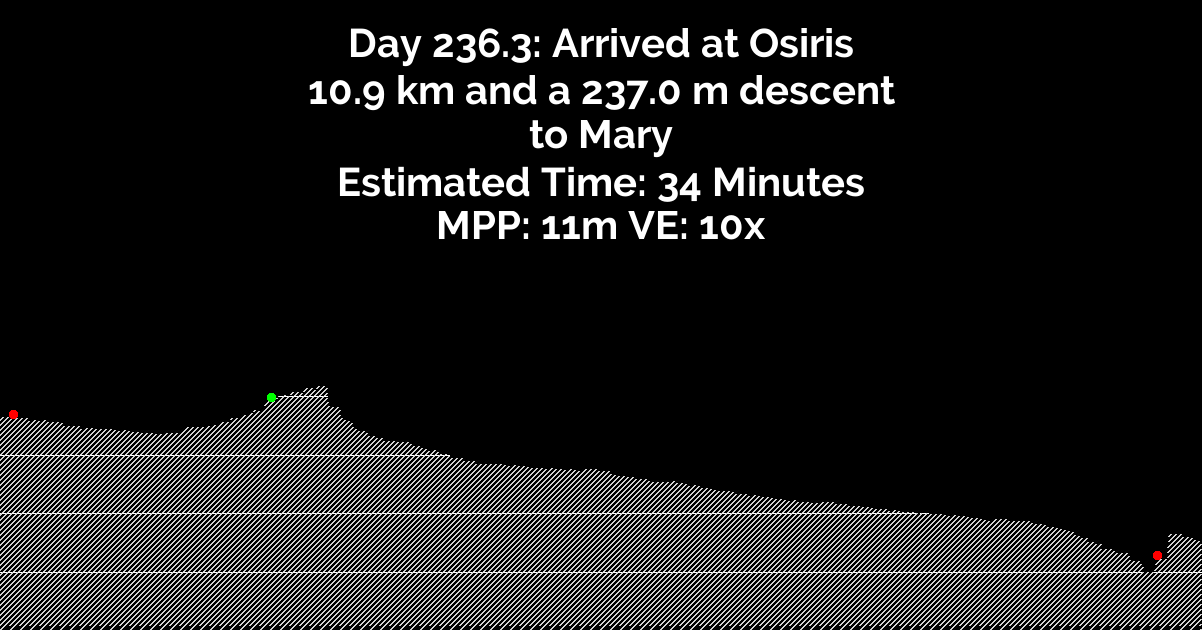 Day 236.3: Arrived at Osiris
10.9 km and a 237.0 m descent
to Mary
Estimated Time: 34 Minutes
MPP: 11m VE: 10x